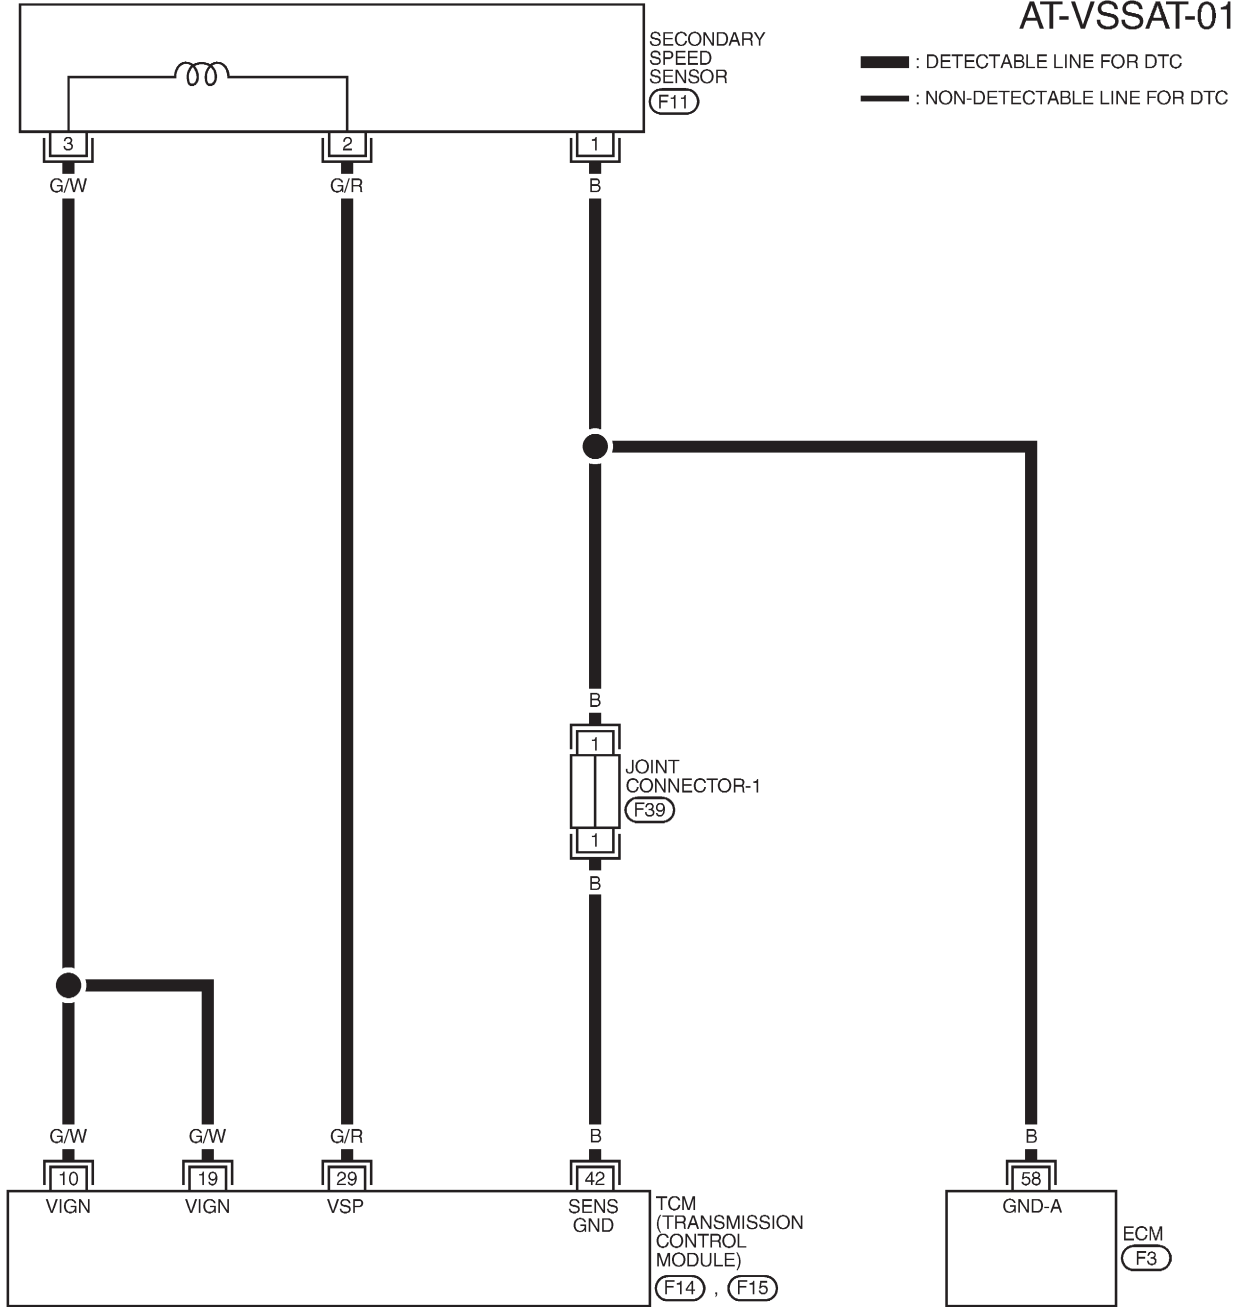 AT-VSSAT-01
: DETECTABLE LINE FOR DTC
: NON-DETECTABLE LINE FOR DTC
SECONDARY
SPEED
SENSOR
F11
3
2
1
G/W
G/R
B
B
1
JOINT
CONNECTOR-1
F39
1
B
G/W
G/W
G/R
B
B
10
19
29
42
58
VIGN
VIGN
VSP
SENS
GND
TCM
(TRANSMISSION
CONTROL
MODULE)
F14 , F15
GND-A
ECM
F3